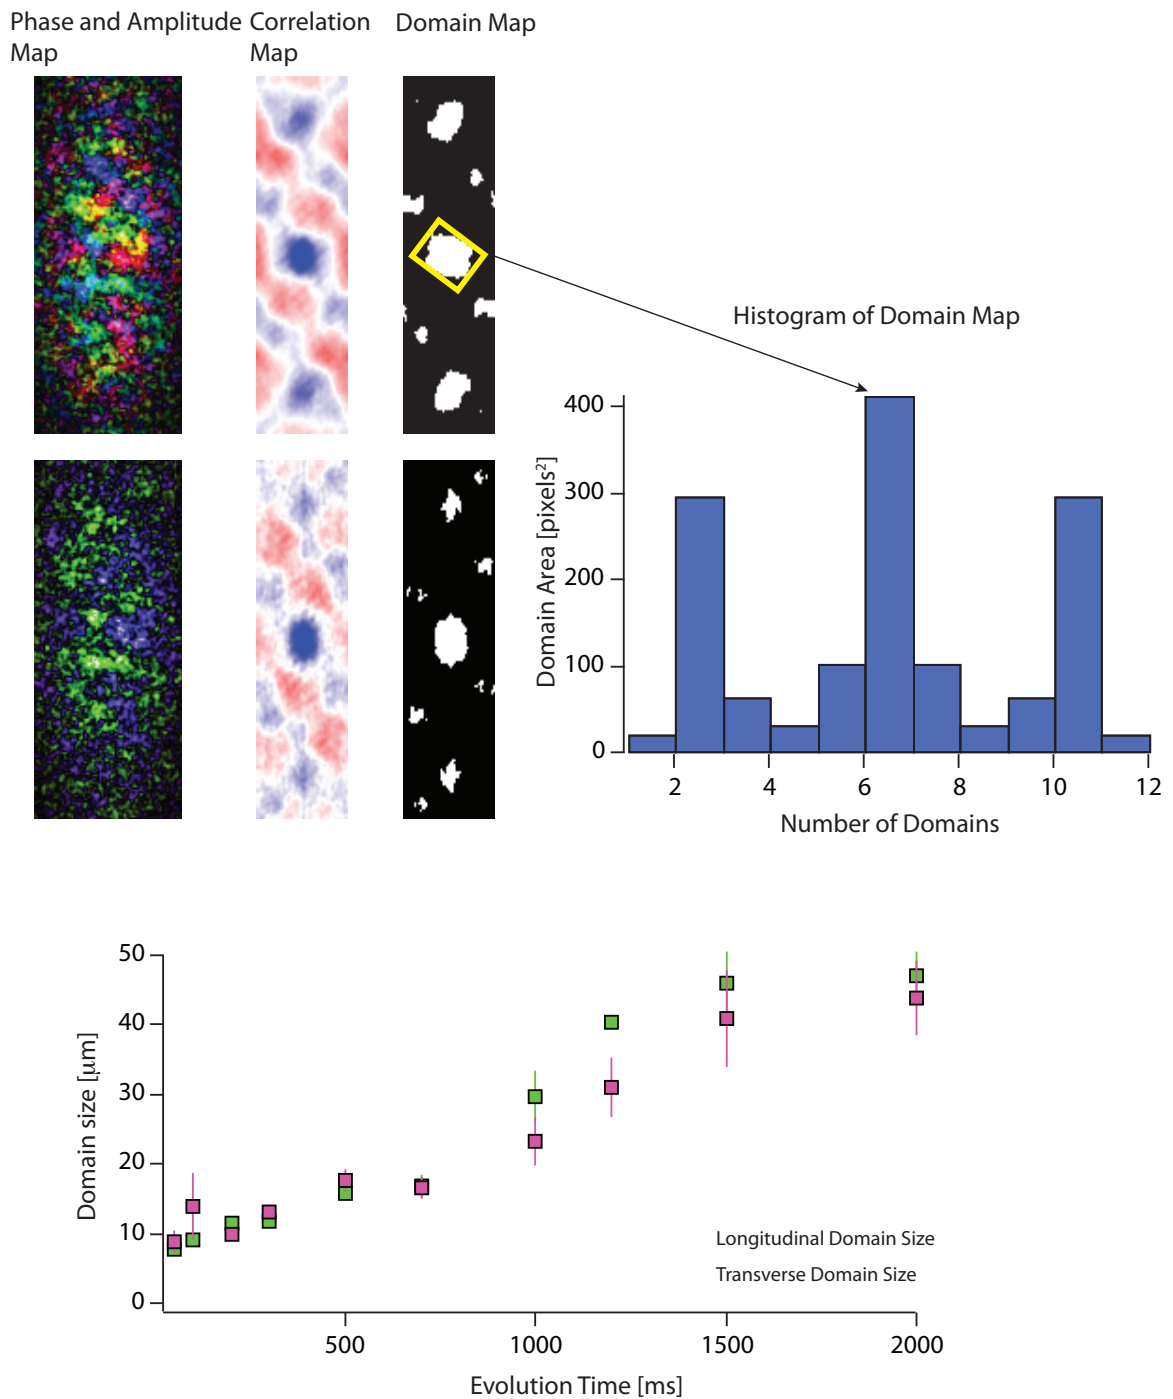 Phase and Amplitude
Map
Correlation
Map
Domain Map
Histogram of Domain Map
400
300
200
100
0
Domain Area [pixels²]
2 4 6 8 10 12
Number of Domains
50
40
30
20
10
0
Domain size [μm]
Longitudinal Domain Size
Transverse Domain Size
500 1000 1500 2000
Evolution Time [ms]